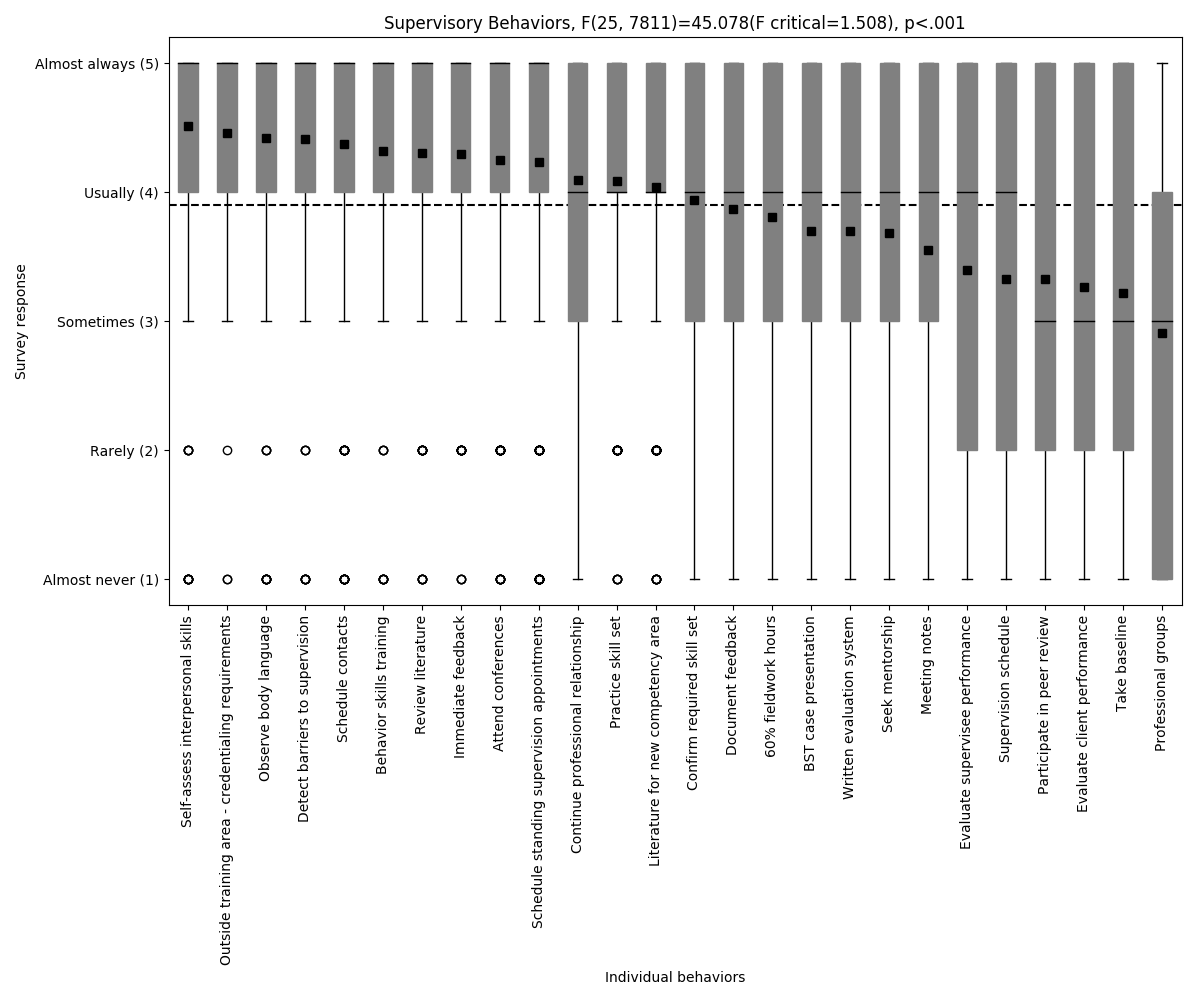 Supervisory Behaviors, F(25, 7811)=45.078(F critical=1.508), p<.001
Survey response
Almost always (5)
Usually (4)
Sometimes (3)
Rarely (2)
Almost never (1)
Self-assess interpersonal skills
Outside training area - credentialing requirements
Observe body language
Detect barriers to supervision
Schedule contacts
Behavior skills training
Review literature
Immediate feedback
Attend conferences
Schedule standing supervision appointments
Continue professional relationship
Practice skill set
Literature for new competency area
Confirm required skill set
Document feedback
60% fieldwork hours
BST case presentation
Written evaluation system
Seek mentorship
Meeting notes
Evaluate supervisee performance
Supervision schedule
Participate in peer review
Evaluate client performance
Take baseline
Professional groups
Individual behaviors